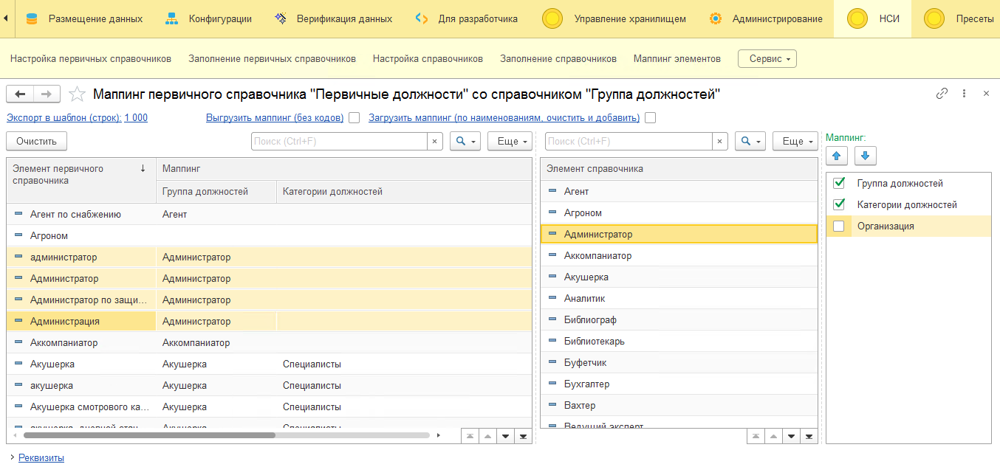 Размещение данных Конфигурации Верификация данных Для разработчика Управление хранилищем Администрирование НСИ Пресеты
Настройка первичных справочников Заполнение первичных справочников Настройка справочников Заполнение справочников Маппинг элементов Сервис
Маппинг первичного справочника "Первичные должности" со справочником "Группа должностей"
Экспорт в шаблон (строк): 1 000 Выгрузить маппинг (без кодов) Загрузить маппинг (по наименованиям, очистить и добавить)
Очистить Поиск (Ctrl+F) × Еще Поиск (Ctrl+F) × Еще Маппинг:
Элемент первичного справочника Маппинг
Группа должностей Категории должностей
Агент по снабжению Агент
Агроном
администратор Администратор
Администратор Администратор
Администратор по защи... Администратор
Администрация Администратор
Аккомпаниатор Аккомпаниатор
Акушерка Акушерка Специалисты
акушерка Акушерка Специалисты
Акушерка смотрового ка... Акушерка Специалисты
акушерка дневной стац... Акушерка Специалисты
Элемент справочника
Агент
Агроном
Администратор
Аккомпаниатор
Акушерка
Аналитик
Библиограф
Библиотекарь
Буфетчик
Бухгалтер
Вахтер
Ведущий эксперт
Группа должностей
Категории должностей
Организация
Реквизиты